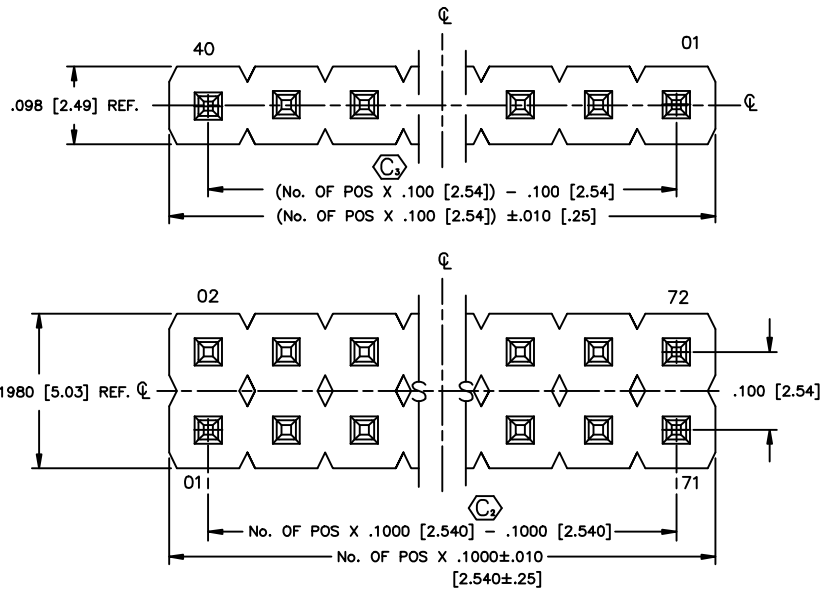 ℄
40 01
.098 [2.49] REF. ℄
C₃
(No. OF POS X .100 [2.54]) – .100 [2.54]
(No. OF POS X .100 [2.54]) ±.010 [.25]
℄
02 72
1980 [5.03] REF. ℄ .100 [2.54]
01 71
C₂
No. OF POS X .1000 [2.540] – .1000 [2.540]
No. OF POS X .1000±.010
[2.540±.25]